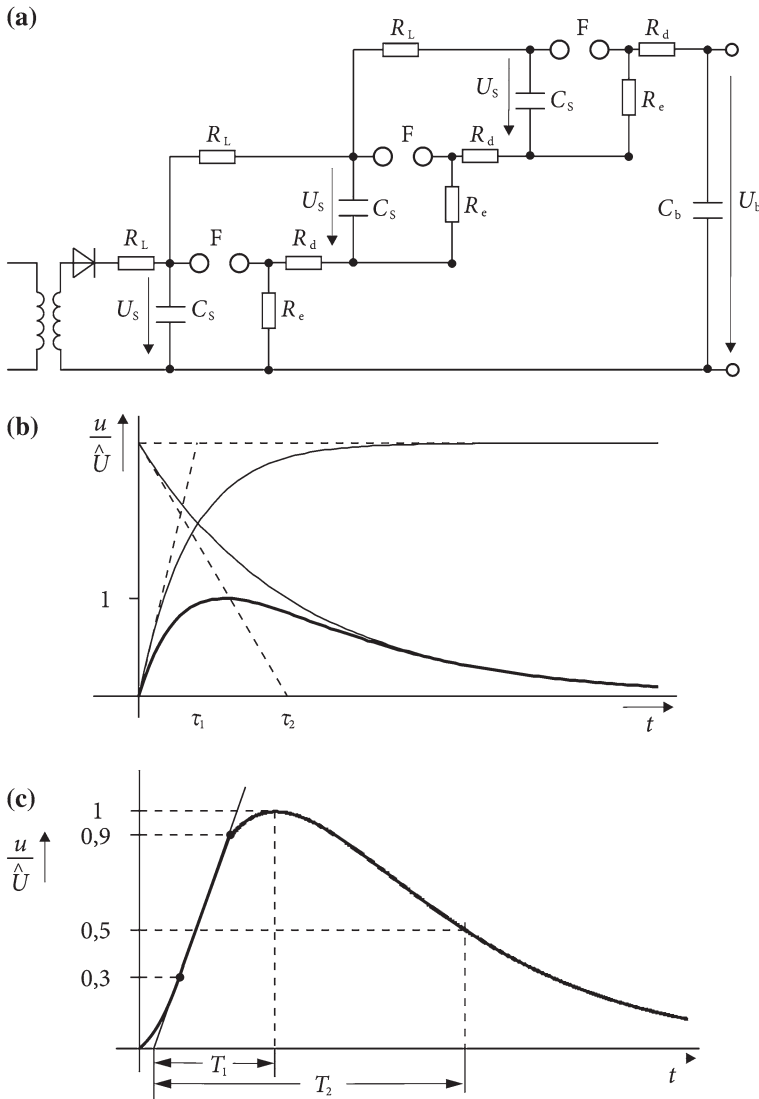 (a)
R_L F R_d
U_S C_S R_e
R_L F R_d
U_S C_S R_e C_b U_b
R_L F R_d
U_S C_S R_e
(b)
u
Û
1
τ₁ τ₂ t
(c)
1
0,9
u
Û
0,5
0,3
T₁
T₂ t